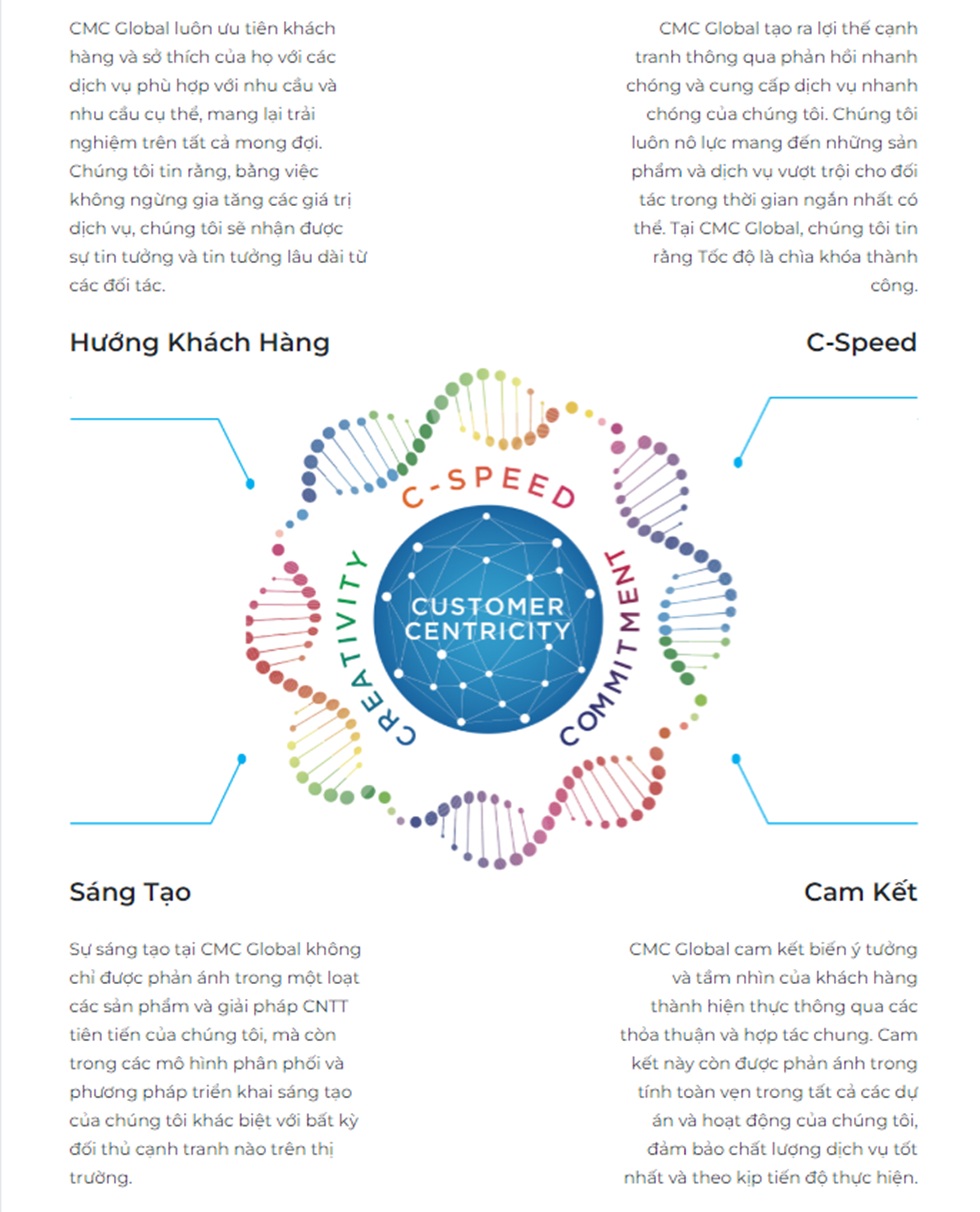 CMC Global luôn ưu tiên khách
hàng và sở thích của họ với các
dịch vụ phù hợp với nhu cầu và
nhu cầu cụ thể, mang lại trải
nghiệm trên tất cả mong đợi.
Chúng tôi tin rằng, bằng việc
không ngừng gia tăng các giá trị
dịch vụ, chúng tôi sẽ nhận được
sự tin tưởng và tin tưởng lâu dài từ
các đối tác.
Hướng Khách Hàng
CMC Global tạo ra lợi thế cạnh
tranh thông qua phản hồi nhanh
chóng và cung cấp dịch vụ nhanh
chóng của chúng tôi. Chúng tôi
luôn nỗ lực mang đến những sản
phẩm và dịch vụ vượt trội cho đối
tác trong thời gian ngắn nhất có
thể. Tại CMC Global, chúng tôi tin
rằng Tốc độ là chìa khóa thành
công.
C-Speed
C-SPEED
CREATIVITY
CUSTOMER
CENTRICITY
COMMITMENT
Sáng Tạo
Sự sáng tạo tại CMC Global không
chỉ được phản ánh trong một loạt
các sản phẩm và giải pháp CNTT
tiên tiến của chúng tôi, mà còn
trong các mô hình phân phối và
phương pháp triển khai sáng tạo
của chúng tôi khác biệt với bất kỳ
đối thủ cạnh tranh nào trên thị
trường.
Cam Kết
CMC Global cam kết biến ý tưởng
và tầm nhìn của khách hàng
thành hiện thực thông qua các
thỏa thuận và hợp tác chung. Cam
kết này còn được phản ánh trong
tính toàn vẹn trong tất cả các dự
án và hoạt động của chúng tôi,
đảm bảo chất lượng dịch vụ tốt
nhất và theo kịp tiến độ thực hiện.